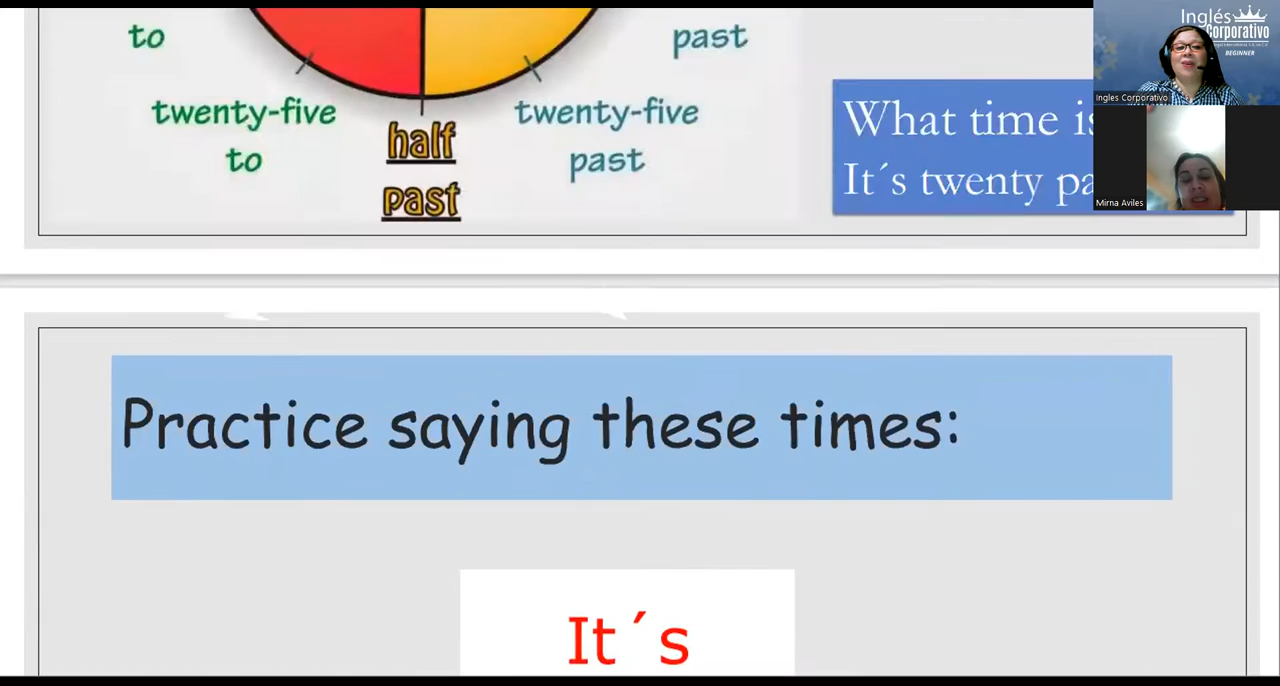 to
past
twenty-five
to
half
past
twenty-five
past
What time is
It´s twenty pa
Inglés
Corporativo
BEGINNER
Ingles Corporativo
Mirna Aviles
Practice saying these times:
It´s